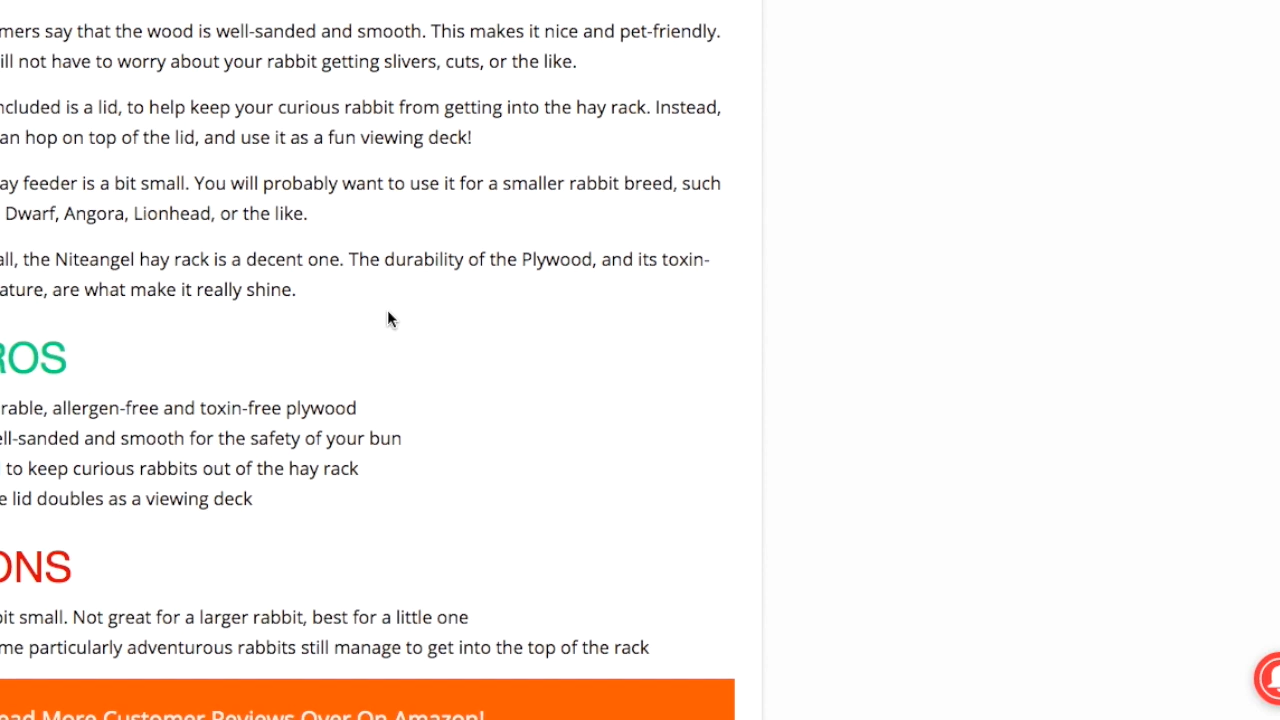 mers say that the wood is well-sanded and smooth. This makes it nice and pet-friendly.
ill not have to worry about your rabbit getting slivers, cuts, or the like.
ncluded is a lid, to help keep your curious rabbit from getting into the hay rack. Instead,
an hop on top of the lid, and use it as a fun viewing deck!
ay feeder is a bit small. You will probably want to use it for a smaller rabbit breed, such
Dwarf, Angora, Lionhead, or the like.
all, the Niteangel hay rack is a decent one. The durability of the Plywood, and its toxin-
ature, are what make it really shine.
ROS
rable, allergen-free and toxin-free plywood
ell-sanded and smooth for the safety of your bun
to keep curious rabbits out of the hay rack
e lid doubles as a viewing deck
ONS
bit small. Not great for a larger rabbit, best for a little one
me particularly adventurous rabbits still manage to get into the top of the rack
ead More Customer Reviews Over On Amazon!